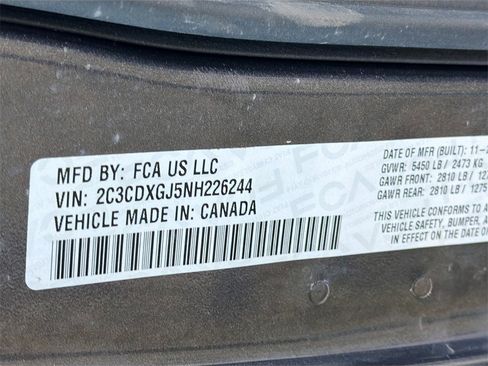 MFD BY: FCA US LLC
VIN: 2C3CDXGJ5NH226244
VEHICLE MADE IN: CANADA
DATE OF MFR (BUILT): 11-
GVWR: 5450 LB / 2473 KG
GAWR FRONT: 2810 LB /
GAWR REAR: 2810 LB / 1275
THIS VEHICLE CONFORMS TO
VEHICLE SAFETY, BUMPER, A
IN EFFECT ON THE DATE OF